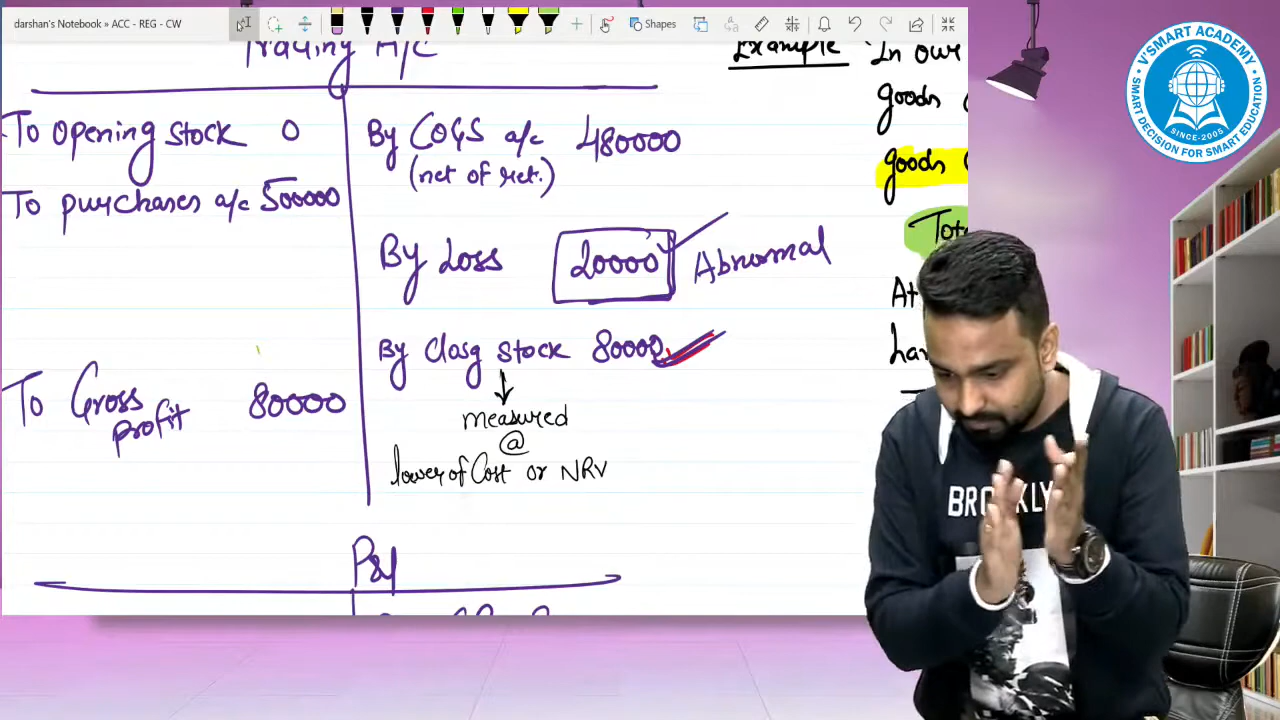 darshan's Notebook » ACC - REG - CW
Shapes
Trading A/C
To opening stock 0
To purchases a/c 500000
To Gross profit 80000
By COGS a/c 480000
(net of ret.)
By Loss 20000 Abnormal
By closg stock 80000
measured
@
lower of Cost or NRV
P&l
Example
In our
goods
goods
Tot
At
har
V'SMART ACADEMY
SINCE-2005
SMART DECISION FOR SMART EDUCATION
BROOKLY